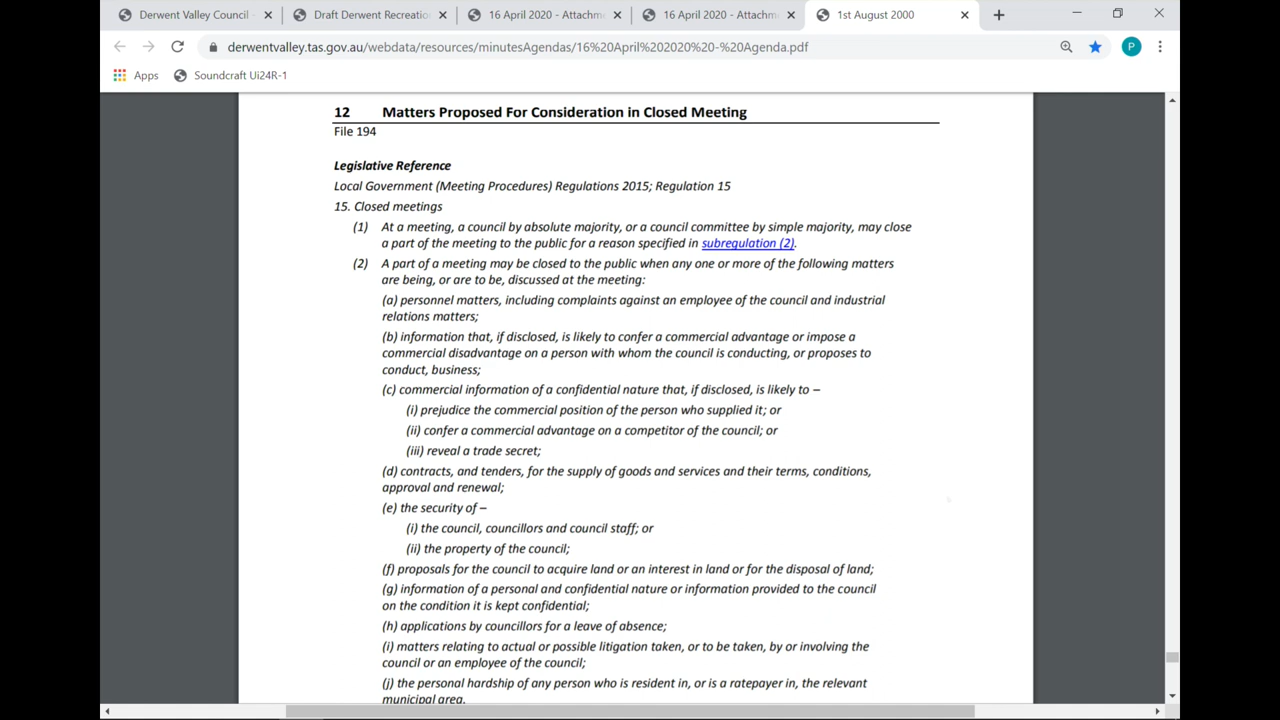 Derwent Valley Council -
Draft Derwent Recreatio
16 April 2020 - Attachm
16 April 2020 - Attachm
1st August 2000
derwentvalley.tas.gov.au/webdata/resources/minutesAgendas/16%20April%202020%20-%20Agenda.pdf
P
Apps
Soundcraft Ui24R-1
12 Matters Proposed For Consideration in Closed Meeting
File 194
Legislative Reference
Local Government (Meeting Procedures) Regulations 2015; Regulation 15
15. Closed meetings
(1) At a meeting, a council by absolute majority, or a council committee by simple majority, may close
a part of the meeting to the public for a reason specified in subregulation (2).
(2) A part of a meeting may be closed to the public when any one or more of the following matters
are being, or are to be, discussed at the meeting:
(a) personnel matters, including complaints against an employee of the council and industrial
relations matters;
(b) information that, if disclosed, is likely to confer a commercial advantage or impose a
commercial disadvantage on a person with whom the council is conducting, or proposes to
conduct, business;
(c) commercial information of a confidential nature that, if disclosed, is likely to –
(i) prejudice the commercial position of the person who supplied it; or
(ii) confer a commercial advantage on a competitor of the council; or
(iii) reveal a trade secret;
(d) contracts, and tenders, for the supply of goods and services and their terms, conditions,
approval and renewal;
(e) the security of –
(i) the council, councillors and council staff; or
(ii) the property of the council;
(f) proposals for the council to acquire land or an interest in land or for the disposal of land;
(g) information of a personal and confidential nature or information provided to the council
on the condition it is kept confidential;
(h) applications by councillors for a leave of absence;
(i) matters relating to actual or possible litigation taken, or to be taken, by or involving the
council or an employee of the council;
(j) the personal hardship of any person who is resident in, or is a ratepayer in, the relevant
municipal area.